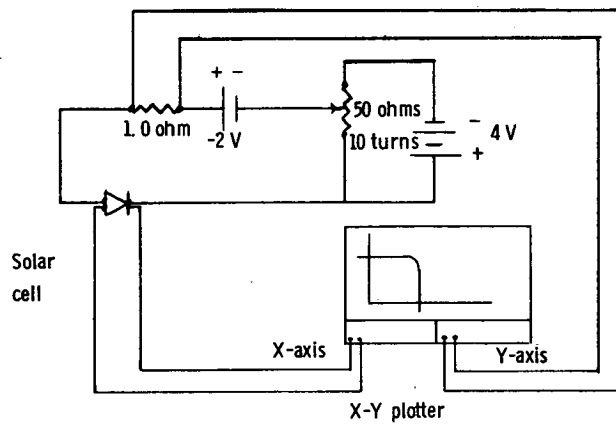 + -
1.0 ohm
-2 V
50 ohms
10 turns
-
4 V
+
Solar
cell
X-axis
Y-axis
X-Y plotter